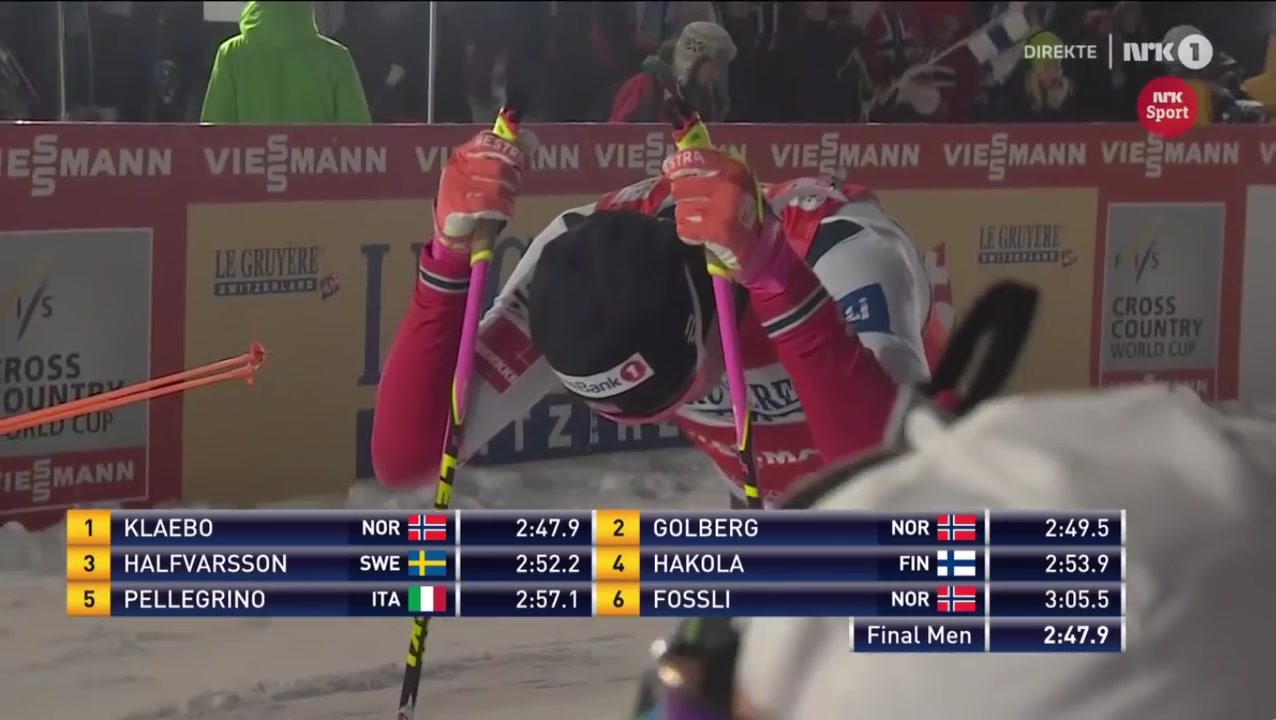 DIREKTE | nrk 1
nrk Sport
VIESSMANN VIESSMANN VIESSMANN VIESSMANN VIESSMANN VIESSMANN
LE GRUYÈRE
SWITZERLAND
LE GRUYÈRE
SWITZERLAND
F/I/S
CROSS
COUNTRY
WORLD CUP
CROSS
COUNTRY
WORLD CUP
VIESSMANN
1 KLAEBO NOR 2:47.9 2 GOLBERG NOR 2:49.5
3 HALFVARSSON SWE 2:52.2 4 HAKOLA FIN 2:53.9
5 PELLEGRINO ITA 2:57.1 6 FOSSLI NOR 3:05.5
Final Men 2:47.9